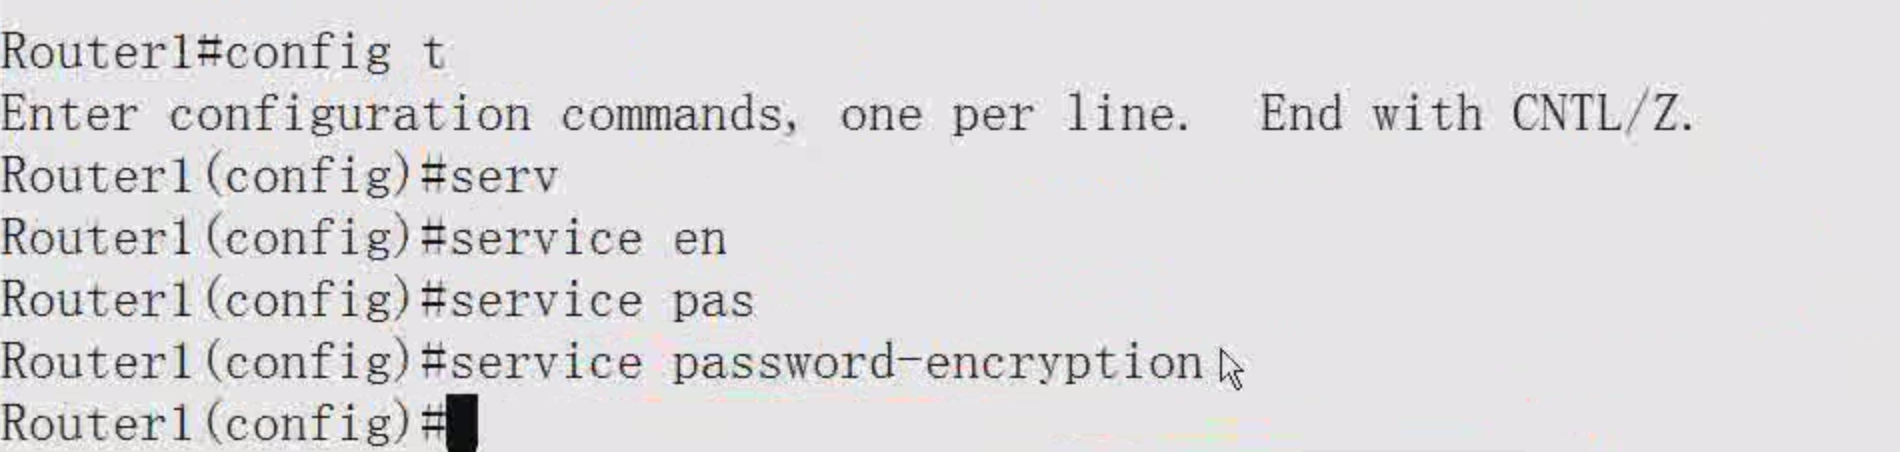 Router1#config t
Enter configuration commands, one per line.  End with CNTL/Z.
Router1(config)#serv
Router1(config)#service en
Router1(config)#service pas
Router1(config)#service password-encryption
Router1(config)#